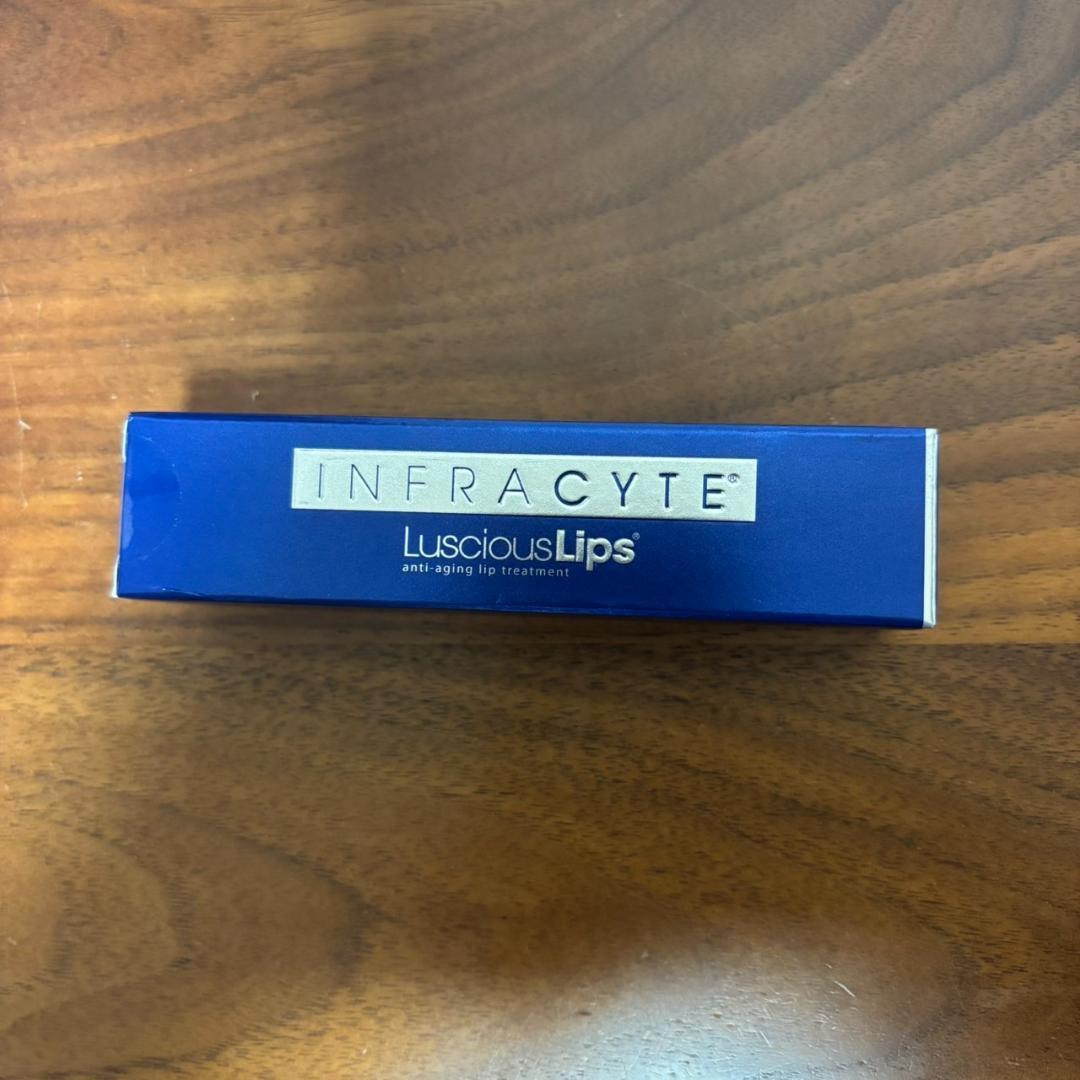 INFRACYTE®
LusciousLips®
anti-aging lip treatment